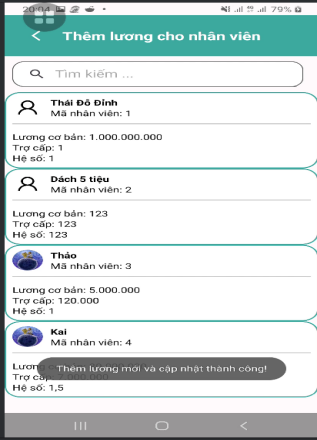 20:04
79%
Thêm lương cho nhân viên
Tìm kiếm ...
Thái Đỗ Đỉnh
Mã nhân viên: 1
Lương cơ bản: 1.000.000.000
Trợ cấp: 1
Hệ số: 1
Dách 5 tiệu
Mã nhân viên: 2
Lương cơ bản: 123
Trợ cấp: 123
Hệ số: 123
Thảo
Mã nhân viên: 3
Lương cơ bản: 5.000.000
Trợ cấp: 120.000
Hệ số: 1
Kai
Mã nhân viên: 4
Lương
Thêm lương mới và cập nhật thành công!
Trợ
Hệ số: 1,5